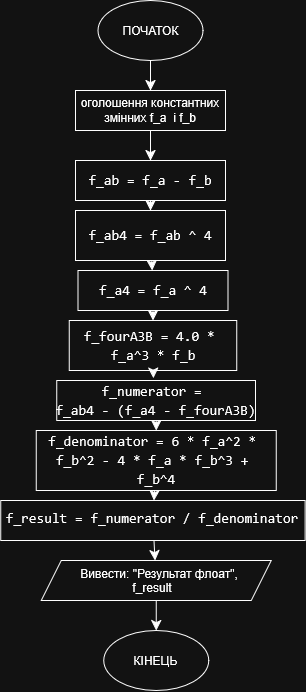 ПОЧАТОК
оголошення константних
змінних f_a і f_b
f_ab = f_a - f_b
f_ab4 = f_ab ^ 4
f_a4 = f_a ^ 4
f_fourA3B = 4.0 *
f_a^3 * f_b
f_numerator =
f_ab4 - (f_a4 - f_fourA3B)
f_denominator = 6 * f_a^2 *
f_b^2 - 4 * f_a * f_b^3 +
f_b^4
f_result = f_numerator / f_denominator
Вивести: "Результат флоат",
f_result
КІНЕЦЬ